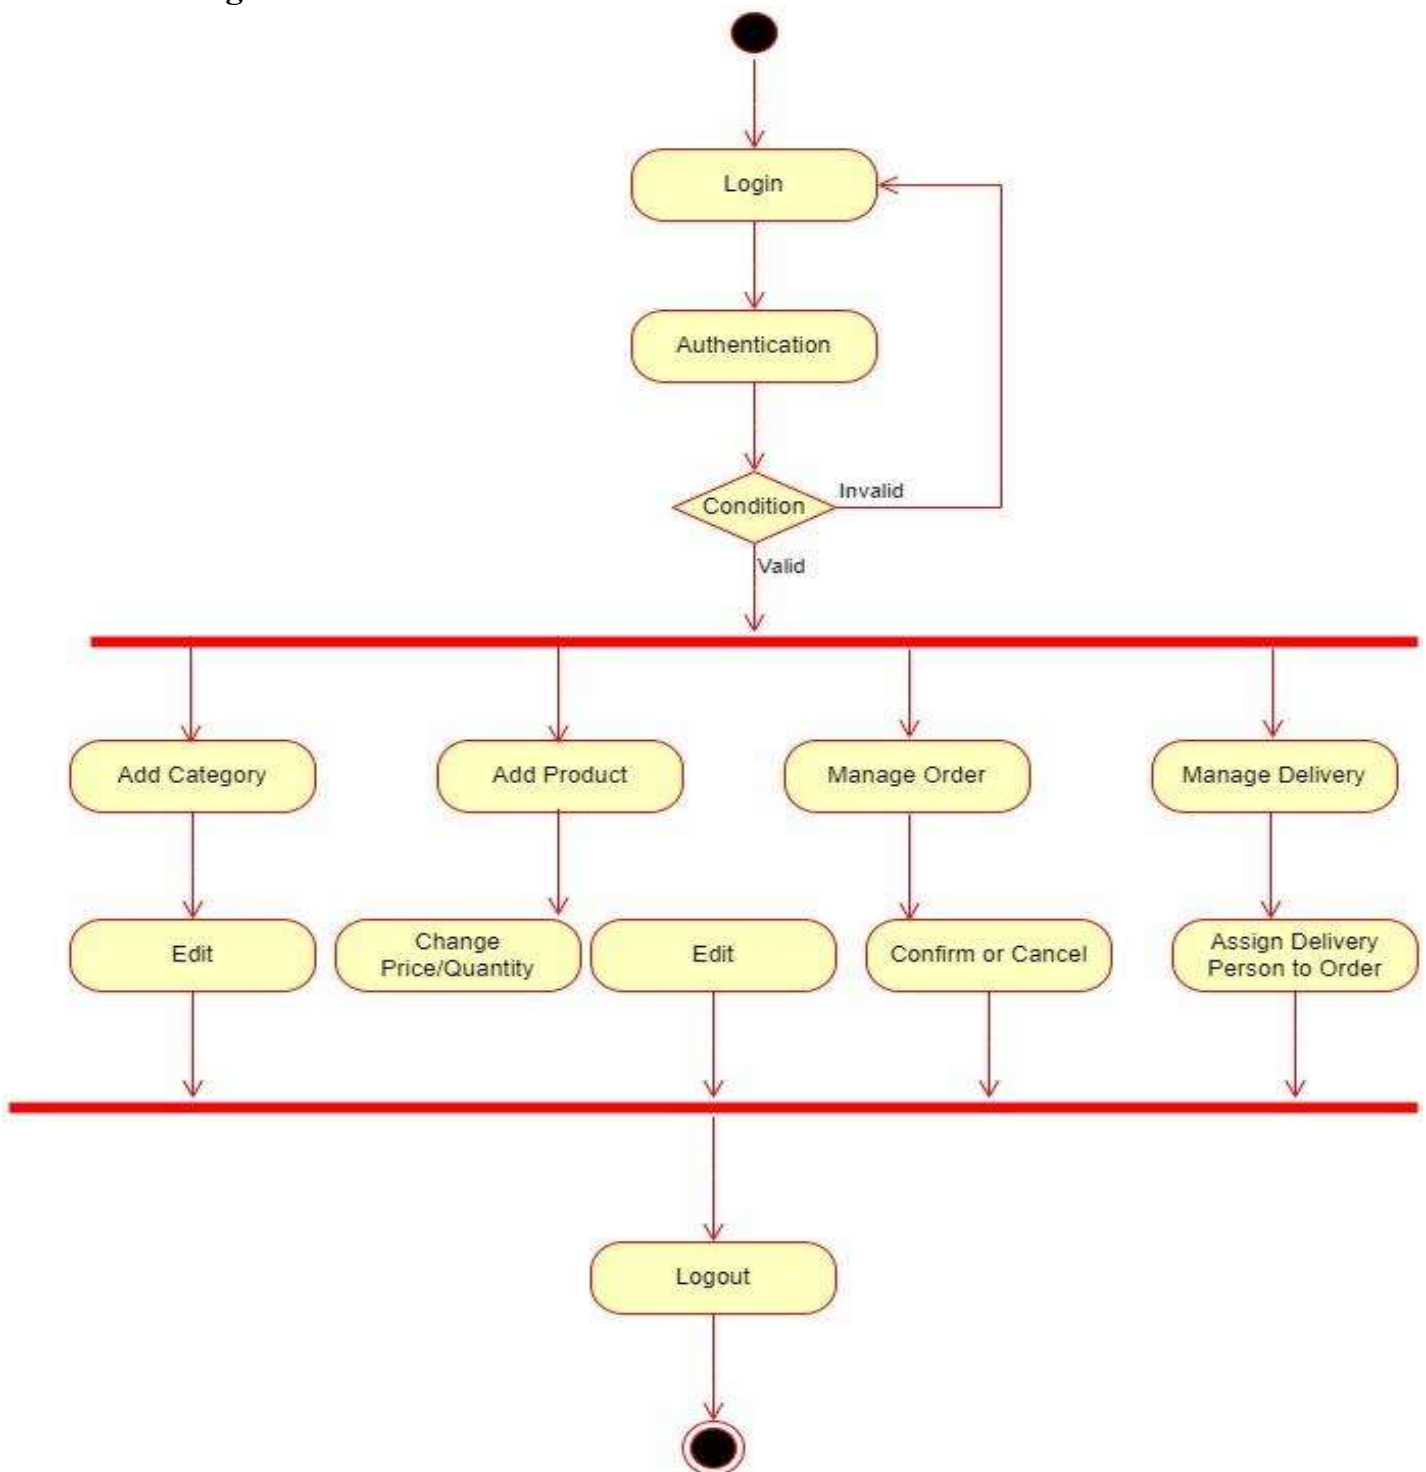 Login
Authentication
Condition
Invalid
Valid
Add Category
Add Product
Manage Order
Manage Delivery
Edit
Change
Price/Quantity
Edit
Confirm or Cancel
Assign Delivery
Person to Order
Logout